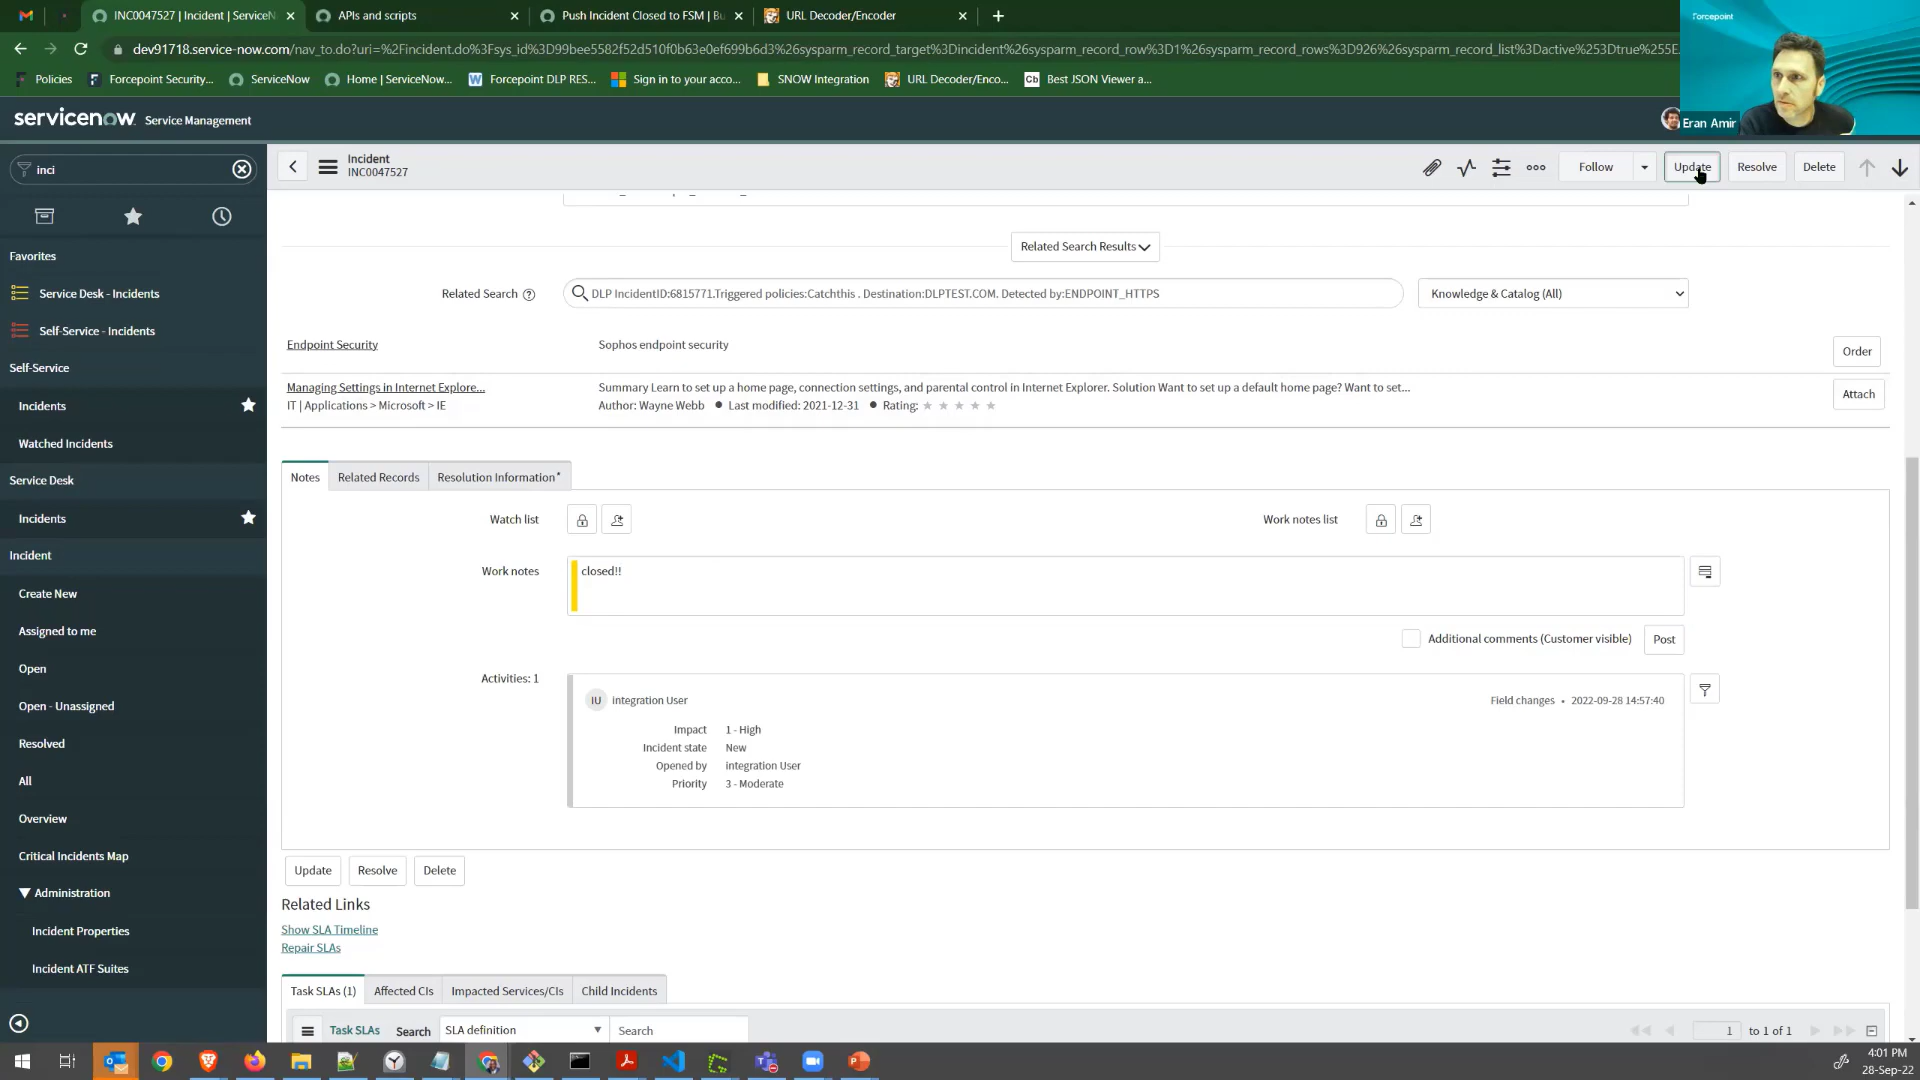 INC0047527 | Incident | ServiceN
APIs and scripts
Push Incident Closed to FSM | Bu
URL Decoder/Encoder
dev91718.service-now.com/nav_to.do?uri=%2Fincident.do%3Fsys_id%3D99bee5582f52d510f0b63e0ef699b6d3%26sysparm_record_target%3Dincident%26sysparm_record_row%3D1%26sysparm_record_rows%3D926%26sysparm_record_list%3Dactive%253Dtrue%255E
Policies
Forcepoint Security...
ServiceNow
Home | ServiceNow...
Forcepoint DLP RES...
Sign in to your acco...
SNOW Integration
URL Decoder/Enco...
Best JSON Viewer a...
Forcepoint
Eran Amir
servicenow Service Management
inci
Incident
INC0047527
Follow
Update
Resolve
Delete
Favorites
Service Desk - Incidents
Self-Service - Incidents
Self-Service
Incidents
Watched Incidents
Service Desk
Incidents
Incident
Create New
Assigned to me
Open
Open - Unassigned
Resolved
All
Overview
Critical Incidents Map
Administration
Incident Properties
Incident ATF Suites
Related Search Results
Related Search
DLP IncidentID:6815771.Triggered policies:Catchthis . Destination:DLPTEST.COM. Detected by:ENDPOINT_HTTPS
Knowledge & Catalog (All)
Endpoint Security
Sophos endpoint security
Order
Managing Settings in Internet Explore...
Summary Learn to set up a home page, connection settings, and parental control in Internet Explorer. Solution Want to set up a default home page? Want to set...
IT | Applications > Microsoft > IE
Author: Wayne Webb ● Last modified: 2021-12-31 ● Rating:
Attach
Notes
Related Records
Resolution Information*
Watch list
Work notes list
Work notes
closed!!
Additional comments (Customer visible)
Post
Activities: 1
IU integration User
Field changes • 2022-09-28 14:57:40
Impact 1 - High
Incident state New
Opened by integration User
Priority 3 - Moderate
Update
Resolve
Delete
Related Links
Show SLA Timeline
Repair SLAs
Task SLAs (1)
Affected CIs
Impacted Services/CIs
Child Incidents
Task SLAs
Search
SLA definition
Search
1 to 1 of 1
4:01 PM
28-Sep-22